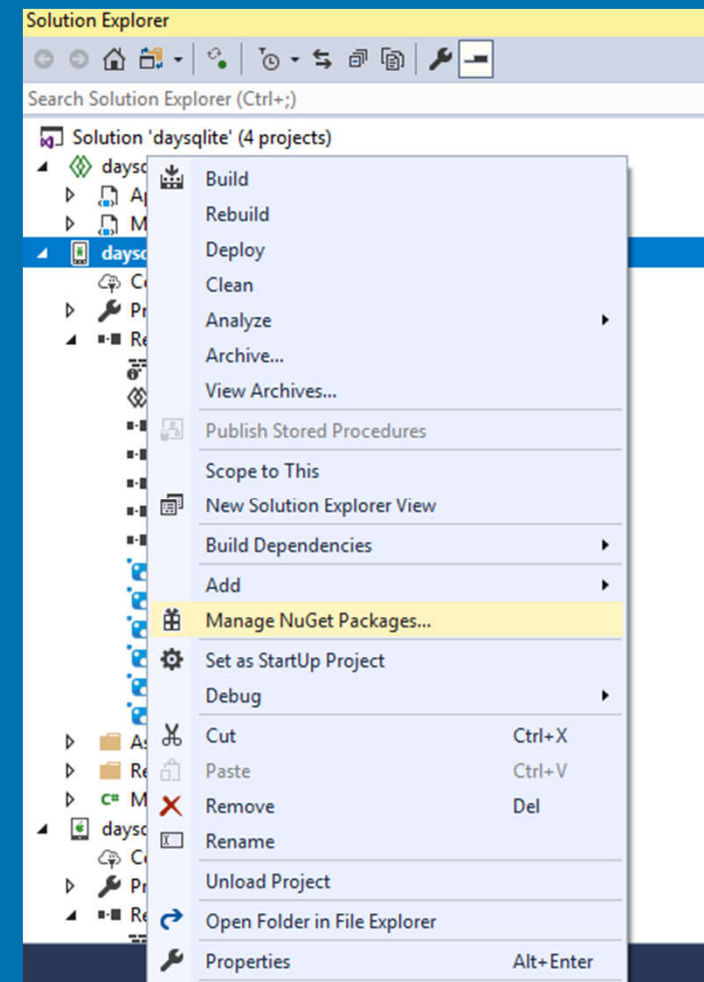 Solution Explorer
Search Solution Explorer (Ctrl+;)
Solution 'daysqlite' (4 projects)
Build
Rebuild
Deploy
Clean
Analyze
Archive...
View Archives...
Publish Stored Procedures
Scope to This
New Solution Explorer View
Build Dependencies
Add
Manage NuGet Packages...
Set as StartUp Project
Debug
Cut Ctrl+X
Paste Ctrl+V
C# Remove Del
Rename
Unload Project
Open Folder in File Explorer
Properties Alt+Enter